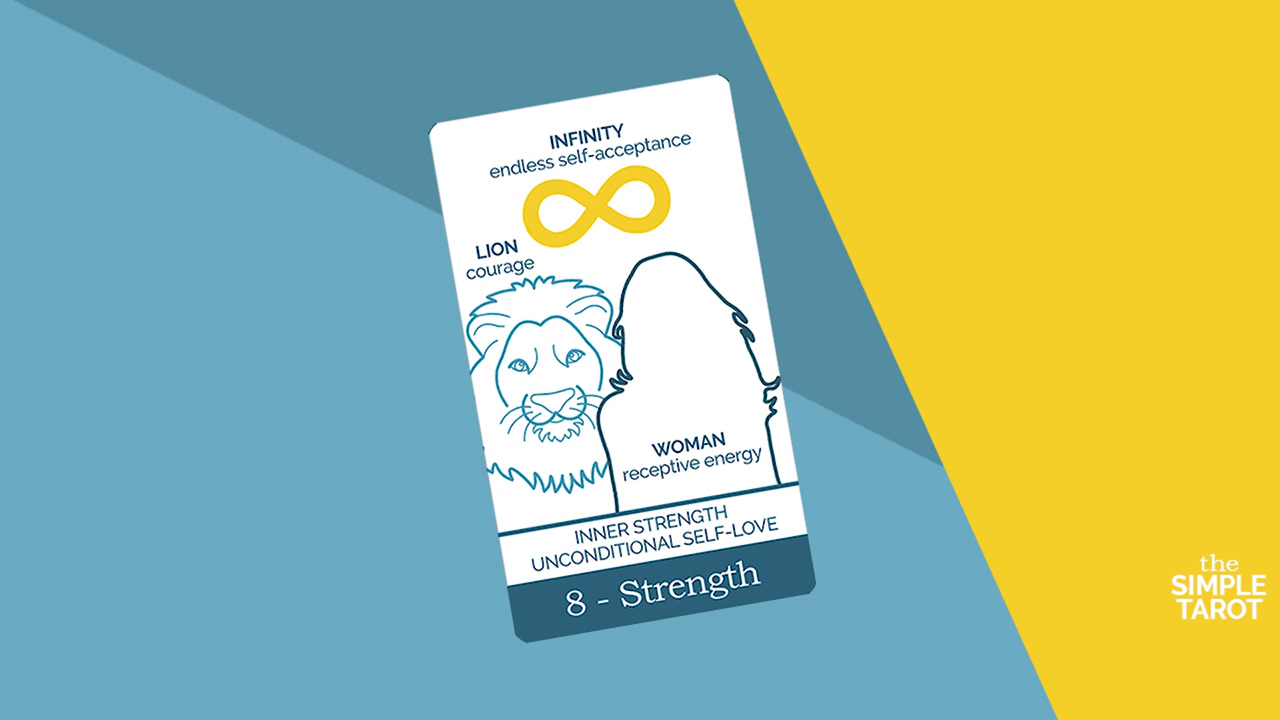 INFINITY
endless self-acceptance
LION
courage
WOMAN
receptive energy
INNER STRENGTH
UNCONDITIONAL SELF-LOVE
8 - Strength
the
SIMPLE
TAROT